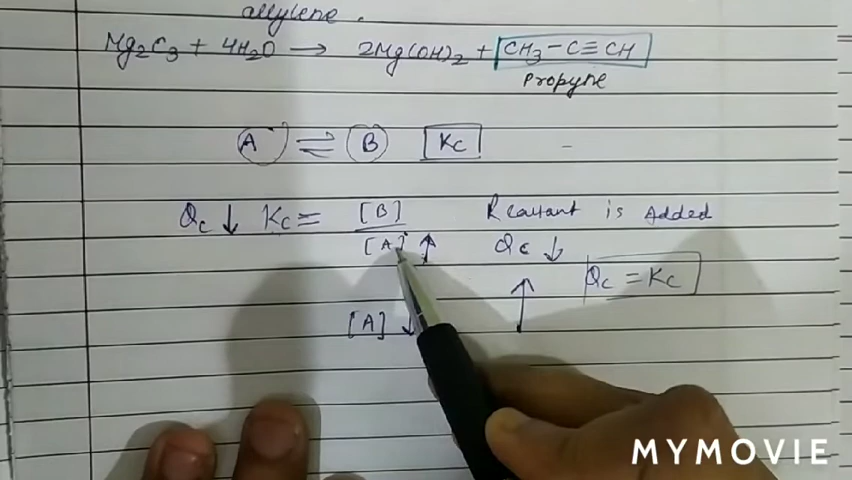 allylene.
Mg2C3 + 4H2O → 2Mg(OH)2 + CH3-C≡CH
Propyne
A ⇌ B Kc
Qc ↓ Kc = [B] Reactant is Added
[A] ↑ Qc ↓
↑ Qc = Kc
[A] ↓
MYMOVIE